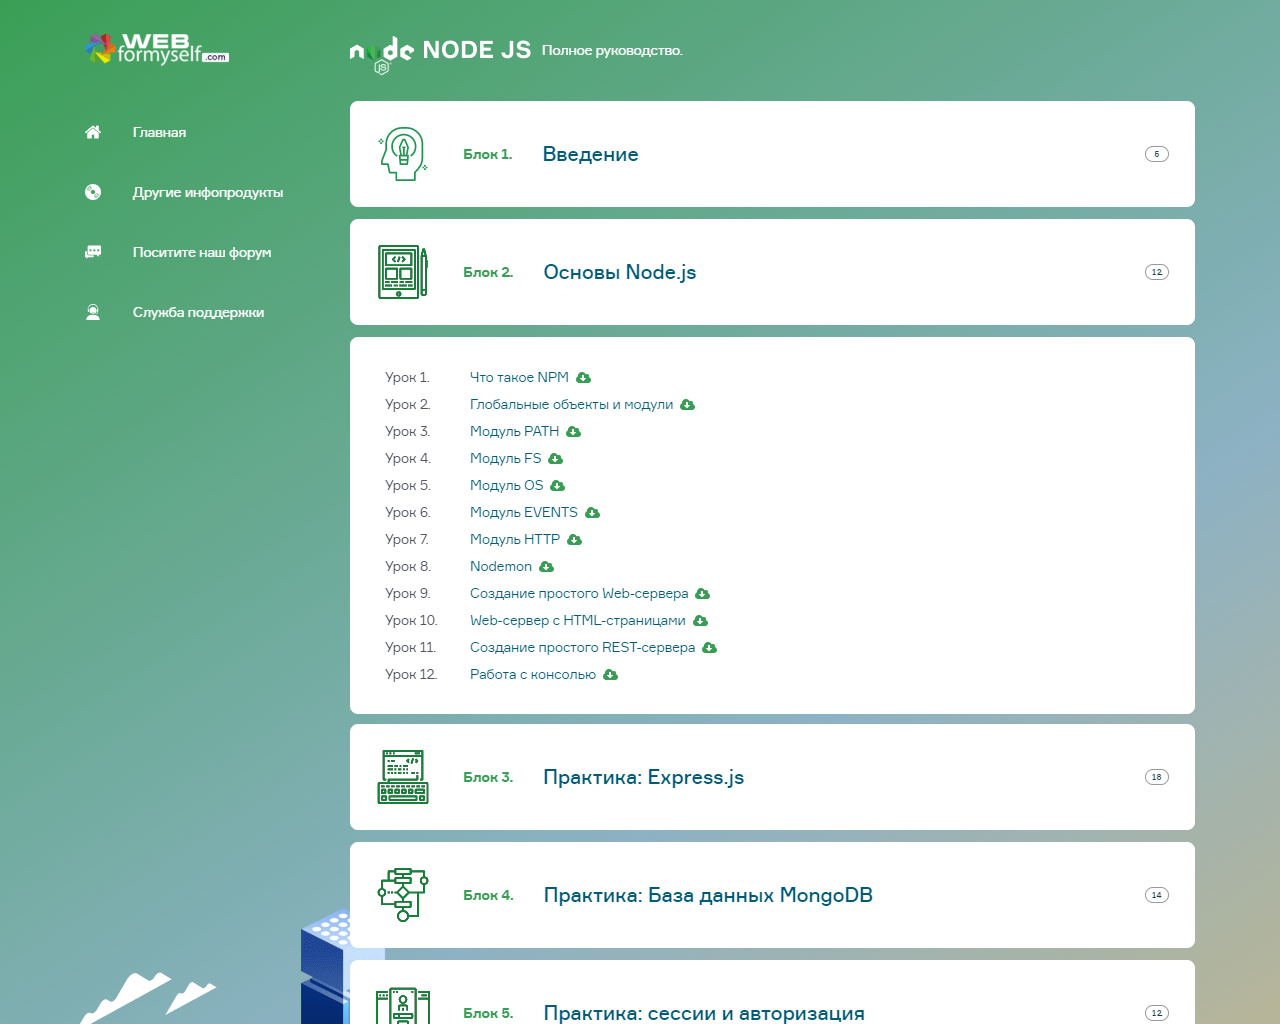 WEB
formyself.com
node JS NODE JS Полное руководство.
Главная
Другие инфопродукты
Поситите наш форум
Служба поддержки
Блок 1. Введение 6
Блок 2. Основы Node.js 12
Урок 1. Что такое NPM
Урок 2. Глобальные объекты и модули
Урок 3. Модуль PATH
Урок 4. Модуль FS
Урок 5. Модуль OS
Урок 6. Модуль EVENTS
Урок 7. Модуль HTTP
Урок 8. Nodemon
Урок 9. Создание простого Web-сервера
Урок 10. Web-сервер с HTML-страницами
Урок 11. Создание простого REST-сервера
Урок 12. Работа с консолью
Блок 3. Практика: Express.js 18
Блок 4. Практика: База данных MongoDB 14
Блок 5. Практика: сессии и авторизация 12